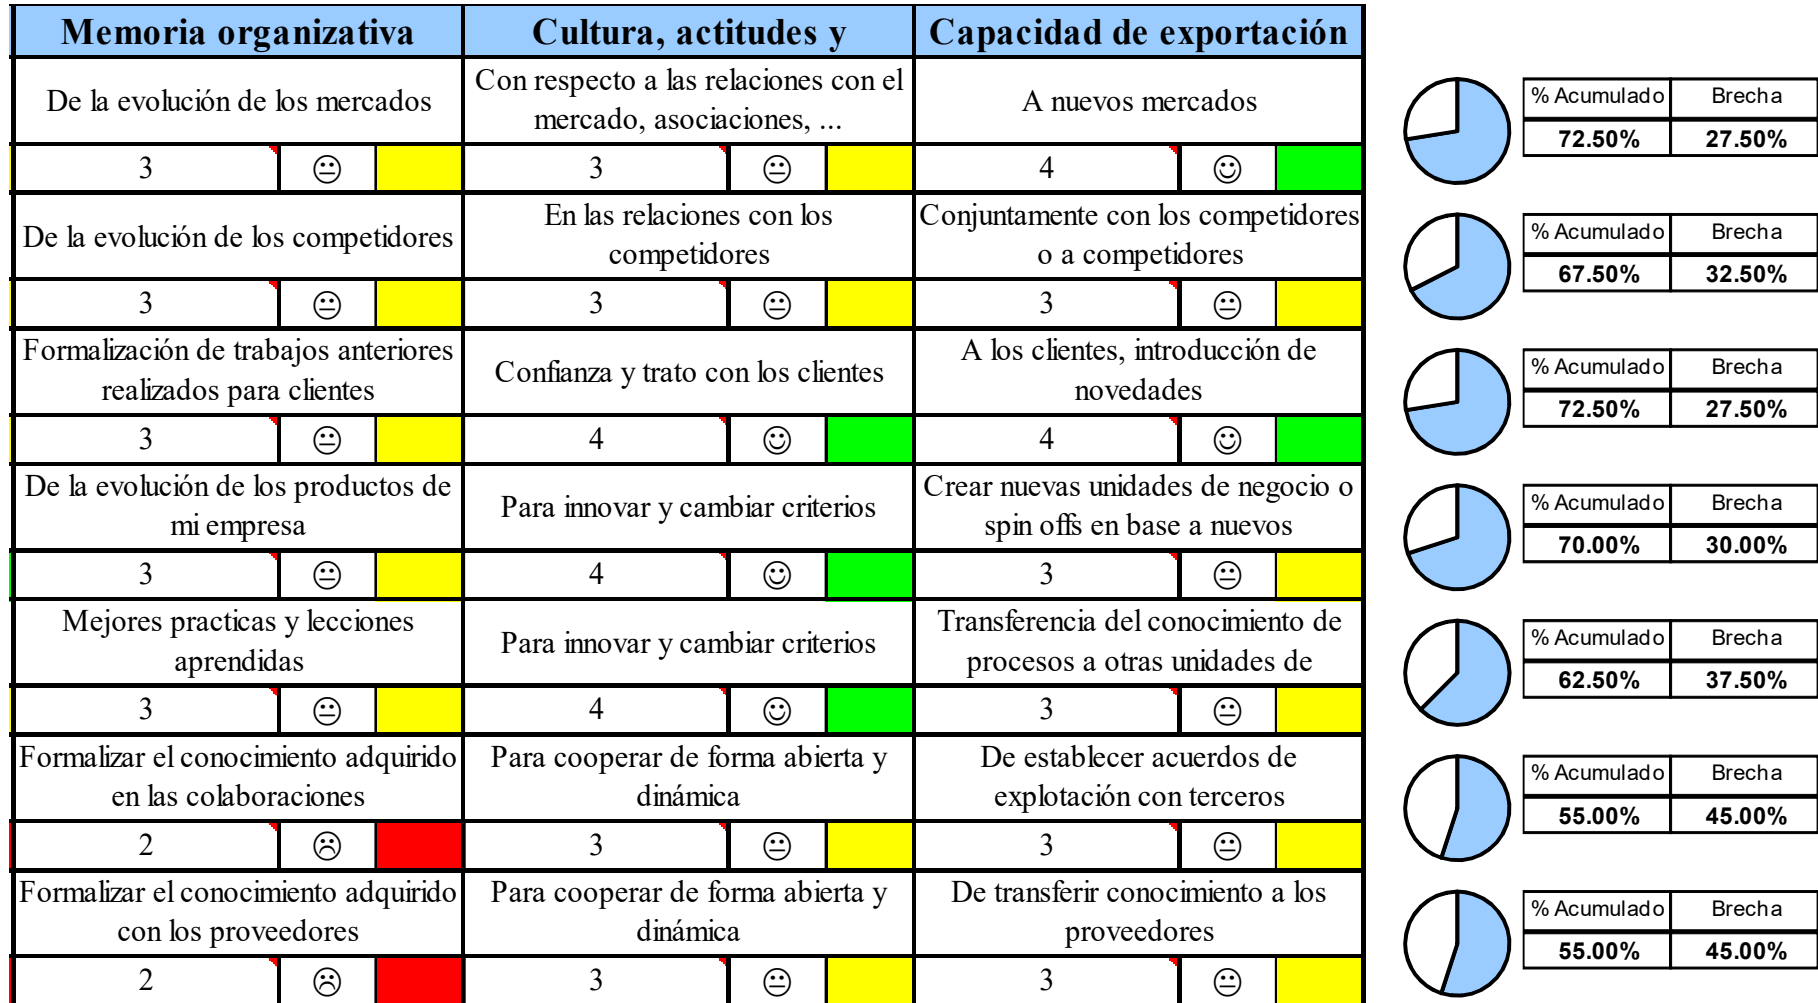 Memoria organizativa
Cultura, actitudes y
Capacidad de exportación
De la evolución de los mercados
Con respecto a las relaciones con el
mercado, asociaciones, ...
A nuevos mercados
% Acumulado Brecha
72.50% 27.50%
3
3
4
De la evolución de los competidores
En las relaciones con los
competidores
Conjuntamente con los competidores
o a competidores
% Acumulado Brecha
67.50% 32.50%
3
3
3
Formalización de trabajos anteriores
realizados para clientes
Confianza y trato con los clientes
A los clientes, introducción de
novedades
% Acumulado Brecha
72.50% 27.50%
3
4
4
De la evolución de los productos de
mi empresa
Para innovar y cambiar criterios
Crear nuevas unidades de negocio o
spin offs en base a nuevos
% Acumulado Brecha
70.00% 30.00%
3
4
3
Mejores practicas y lecciones
aprendidas
Para innovar y cambiar criterios
Transferencia del conocimiento de
procesos a otras unidades de
% Acumulado Brecha
62.50% 37.50%
3
4
3
Formalizar el conocimiento adquirido
en las colaboraciones
Para cooperar de forma abierta y
dinámica
De establecer acuerdos de
explotación con terceros
% Acumulado Brecha
55.00% 45.00%
2
3
3
Formalizar el conocimiento adquirido
con los proveedores
Para cooperar de forma abierta y
dinámica
De transferir conocimiento a los
proveedores
% Acumulado Brecha
55.00% 45.00%
2
3
3